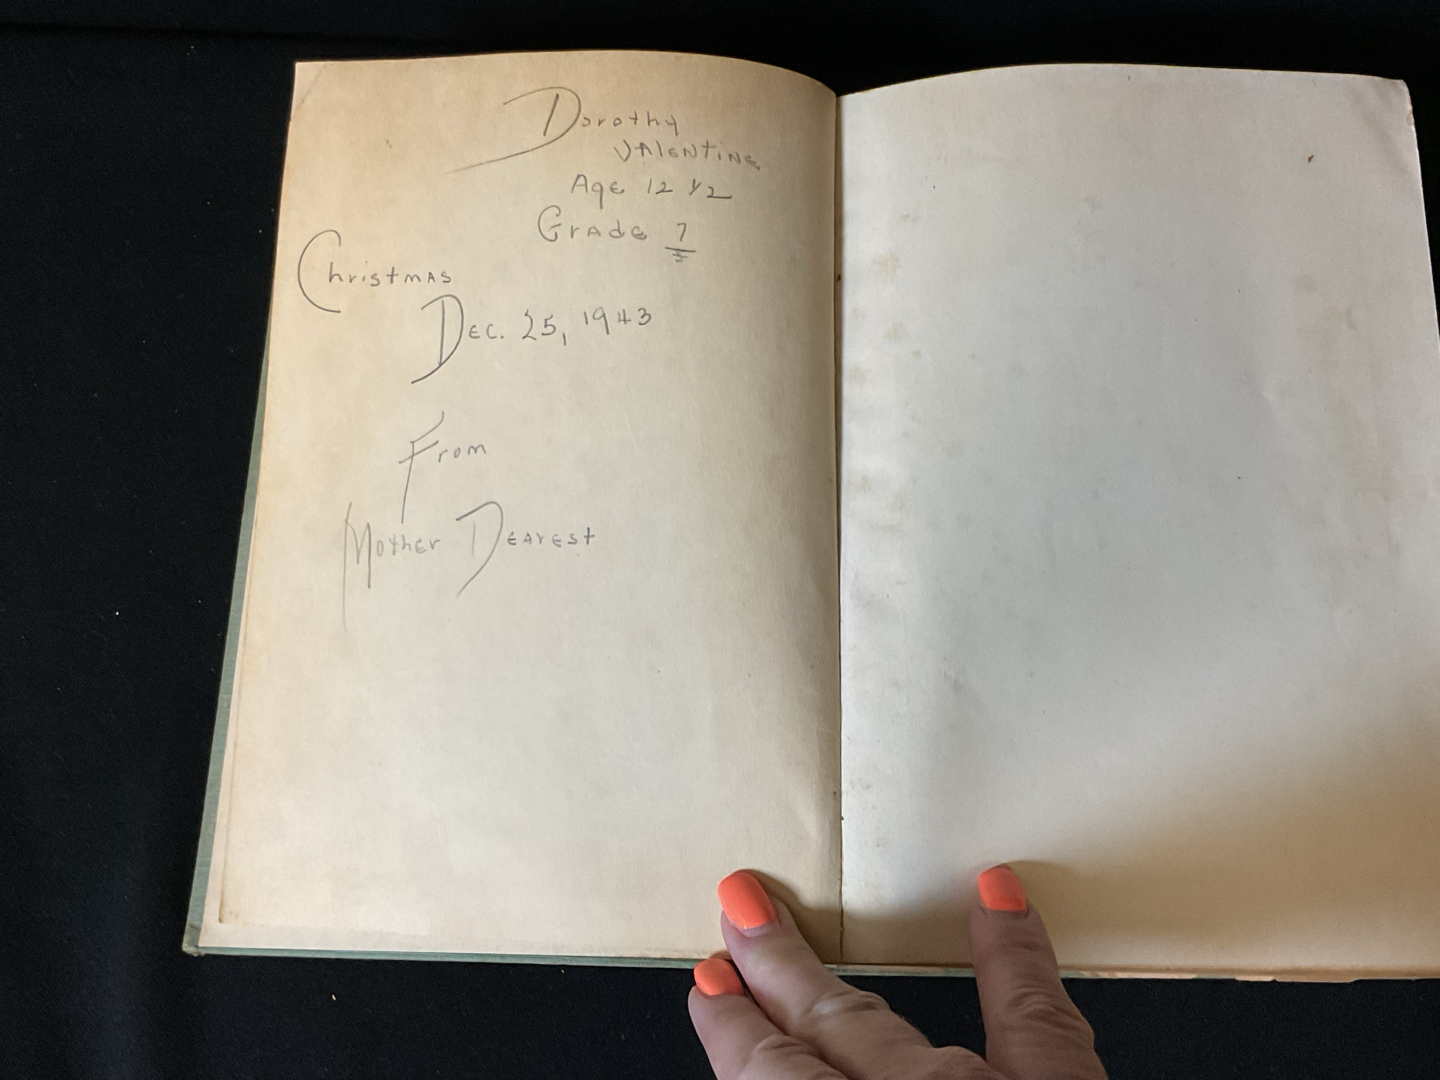 Dorothy
Valentine
Age 12 1/2
Grade 7
Christmas
Dec. 25, 1943
From
Mother Dearest